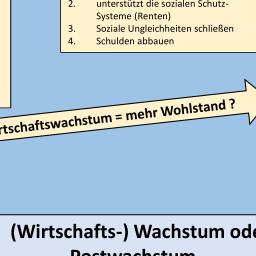 2. unterstützt die sozialen Schutz-
Systeme (Renten)
3. Soziale Ungleichheiten schließen
4. Schulden abbauen
rtschaftswachstum = mehr Wohlstand ?
(Wirtschafts-) Wachstum ode
Postwachstum